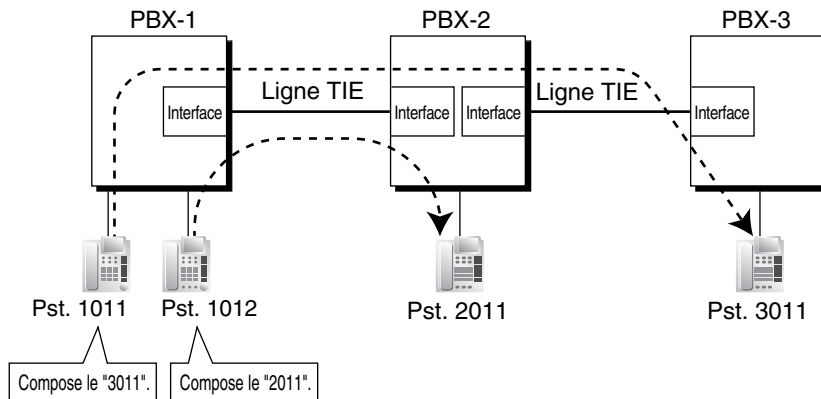 PBX-1
PBX-2
PBX-3
Ligne TIE
Ligne TIE
Interface
Interface
Interface
Interface
Pst. 1011
Pst. 1012
Pst. 2011
Pst. 3011
Compose le "3011".
Compose le "2011".